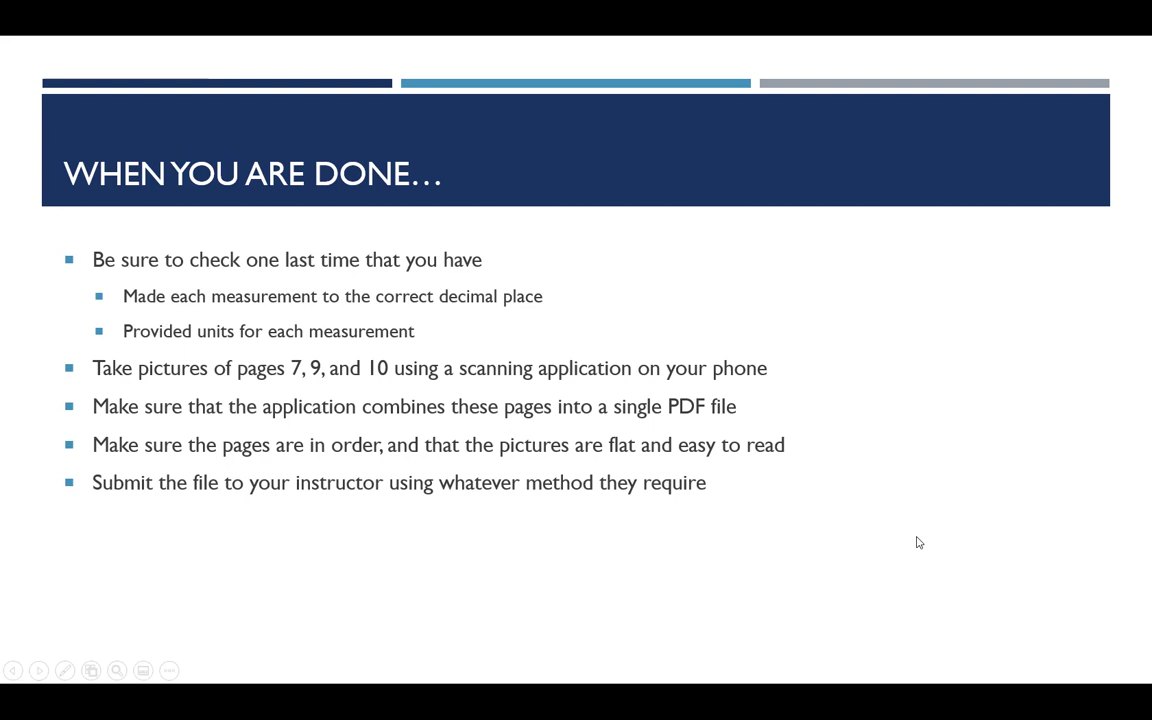 WHEN YOU ARE DONE…
Be sure to check one last time that you have
Made each measurement to the correct decimal place
Provided units for each measurement
Take pictures of pages 7, 9, and 10 using a scanning application on your phone
Make sure that the application combines these pages into a single PDF file
Make sure the pages are in order, and that the pictures are flat and easy to read
Submit the file to your instructor using whatever method they require